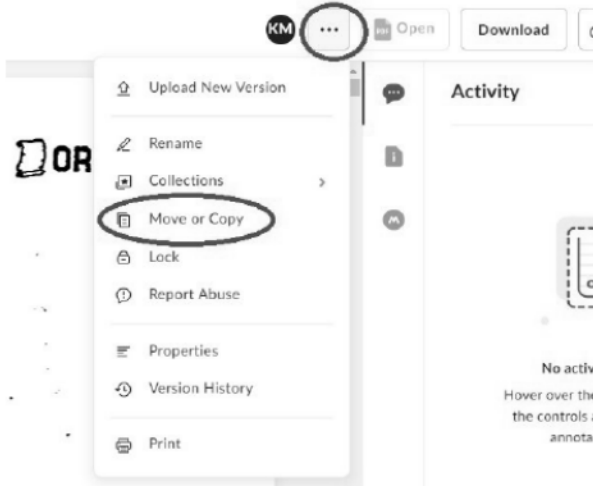 KM
Open
Download
Upload New Version
Activity
OR
Rename
Collections
Move or Copy
Lock
Report Abuse
Properties
Version History
Print
No activ
Hover over the
the controls
annota